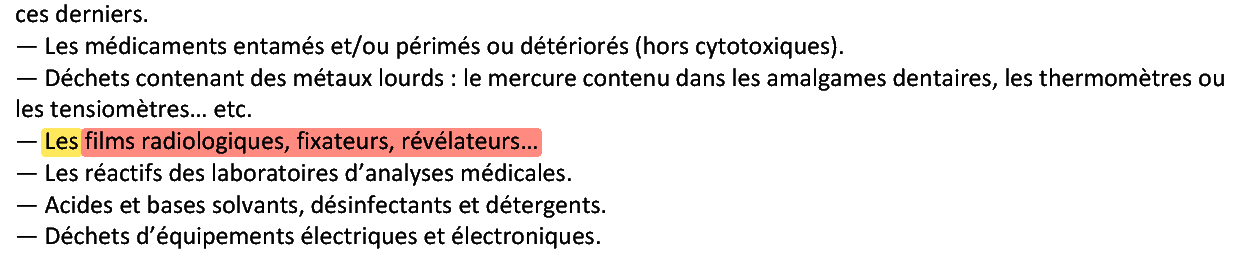 ces derniers.
— Les médicaments entamés et/ou périmés ou détériorés (hors cytotoxiques).
— Déchets contenant des métaux lourds : le mercure contenu dans les amalgames dentaires, les thermomètres ou
les tensiomètres... etc.
— Les films radiologiques, fixateurs, révélateurs...
— Les réactifs des laboratoires d’analyses médicales.
— Acides et bases solvants, désinfectants et détergents.
— Déchets d’équipements électriques et électroniques.